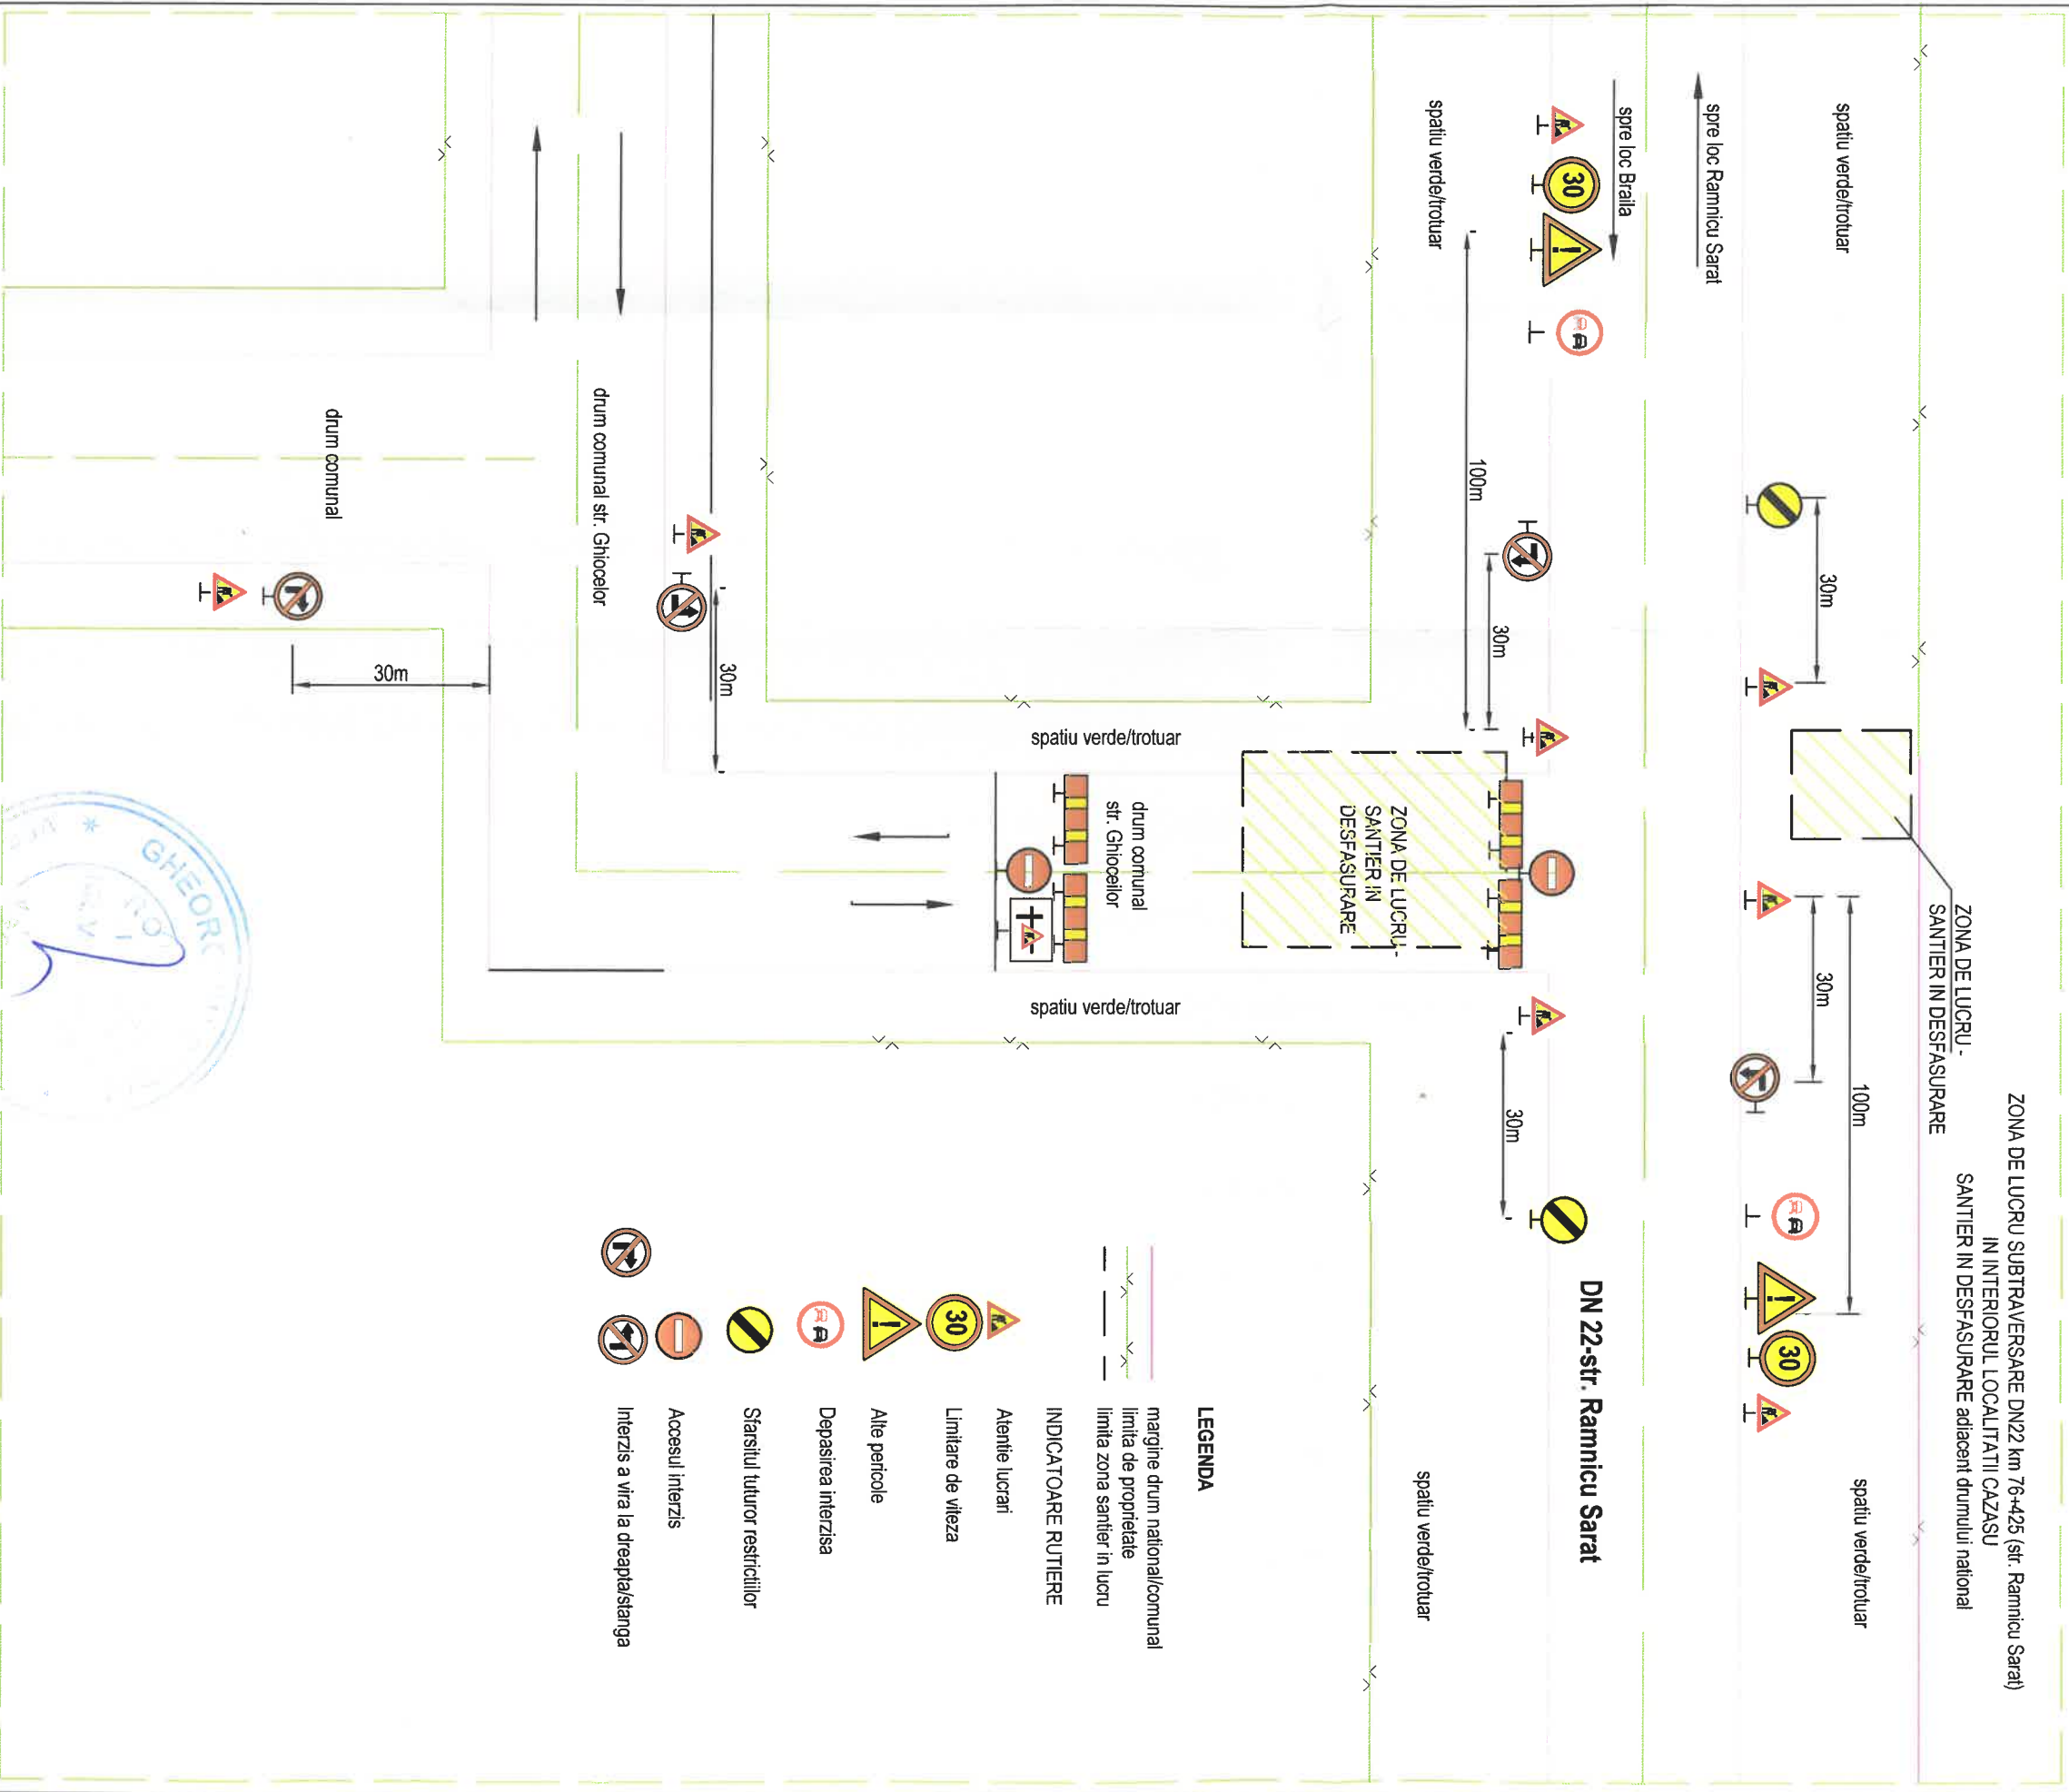 ZONA DE LUCRU SUBTRAVERSARE DN22 km 76+425 (str. Ramnicu Sarat)
IN INTERIORUL LOCALITATII CAZASU
SANTIER IN DESFASURARE adiacent drumului national
ZONA DE LUCRU -
SANTIER IN DESFASURARE
spatiu verde/trotuar
spatiu verde/trotuar
100m
30m
30m
30
spre loc Ramnicu Sarat
spre loc Braila
30
DN 22-str. Ramnicu Sarat
30m
100m
30m
spatiu verde/trotuar
spatiu verde/trotuar
ZONA DE LUCRU -
SANTIER IN
DESFASURARE
drum comunal
str. Ghioceilor
spatiu verde/trotuar
spatiu verde/trotuar
30m
drum comunal str. Ghiocelor
drum comunal
30m
LEGENDA
margine drum national/comunal
limita de proprietate
limita zona santier in lucru
INDICATOARE RUTIERE
Atentie lucrari
30
Limitare de viteza
Alte pericole
Depasirea interzisa
Sfarsitul tuturor restrictiilor
Accesul interzis
Interzis a vira la dreapta/stanga